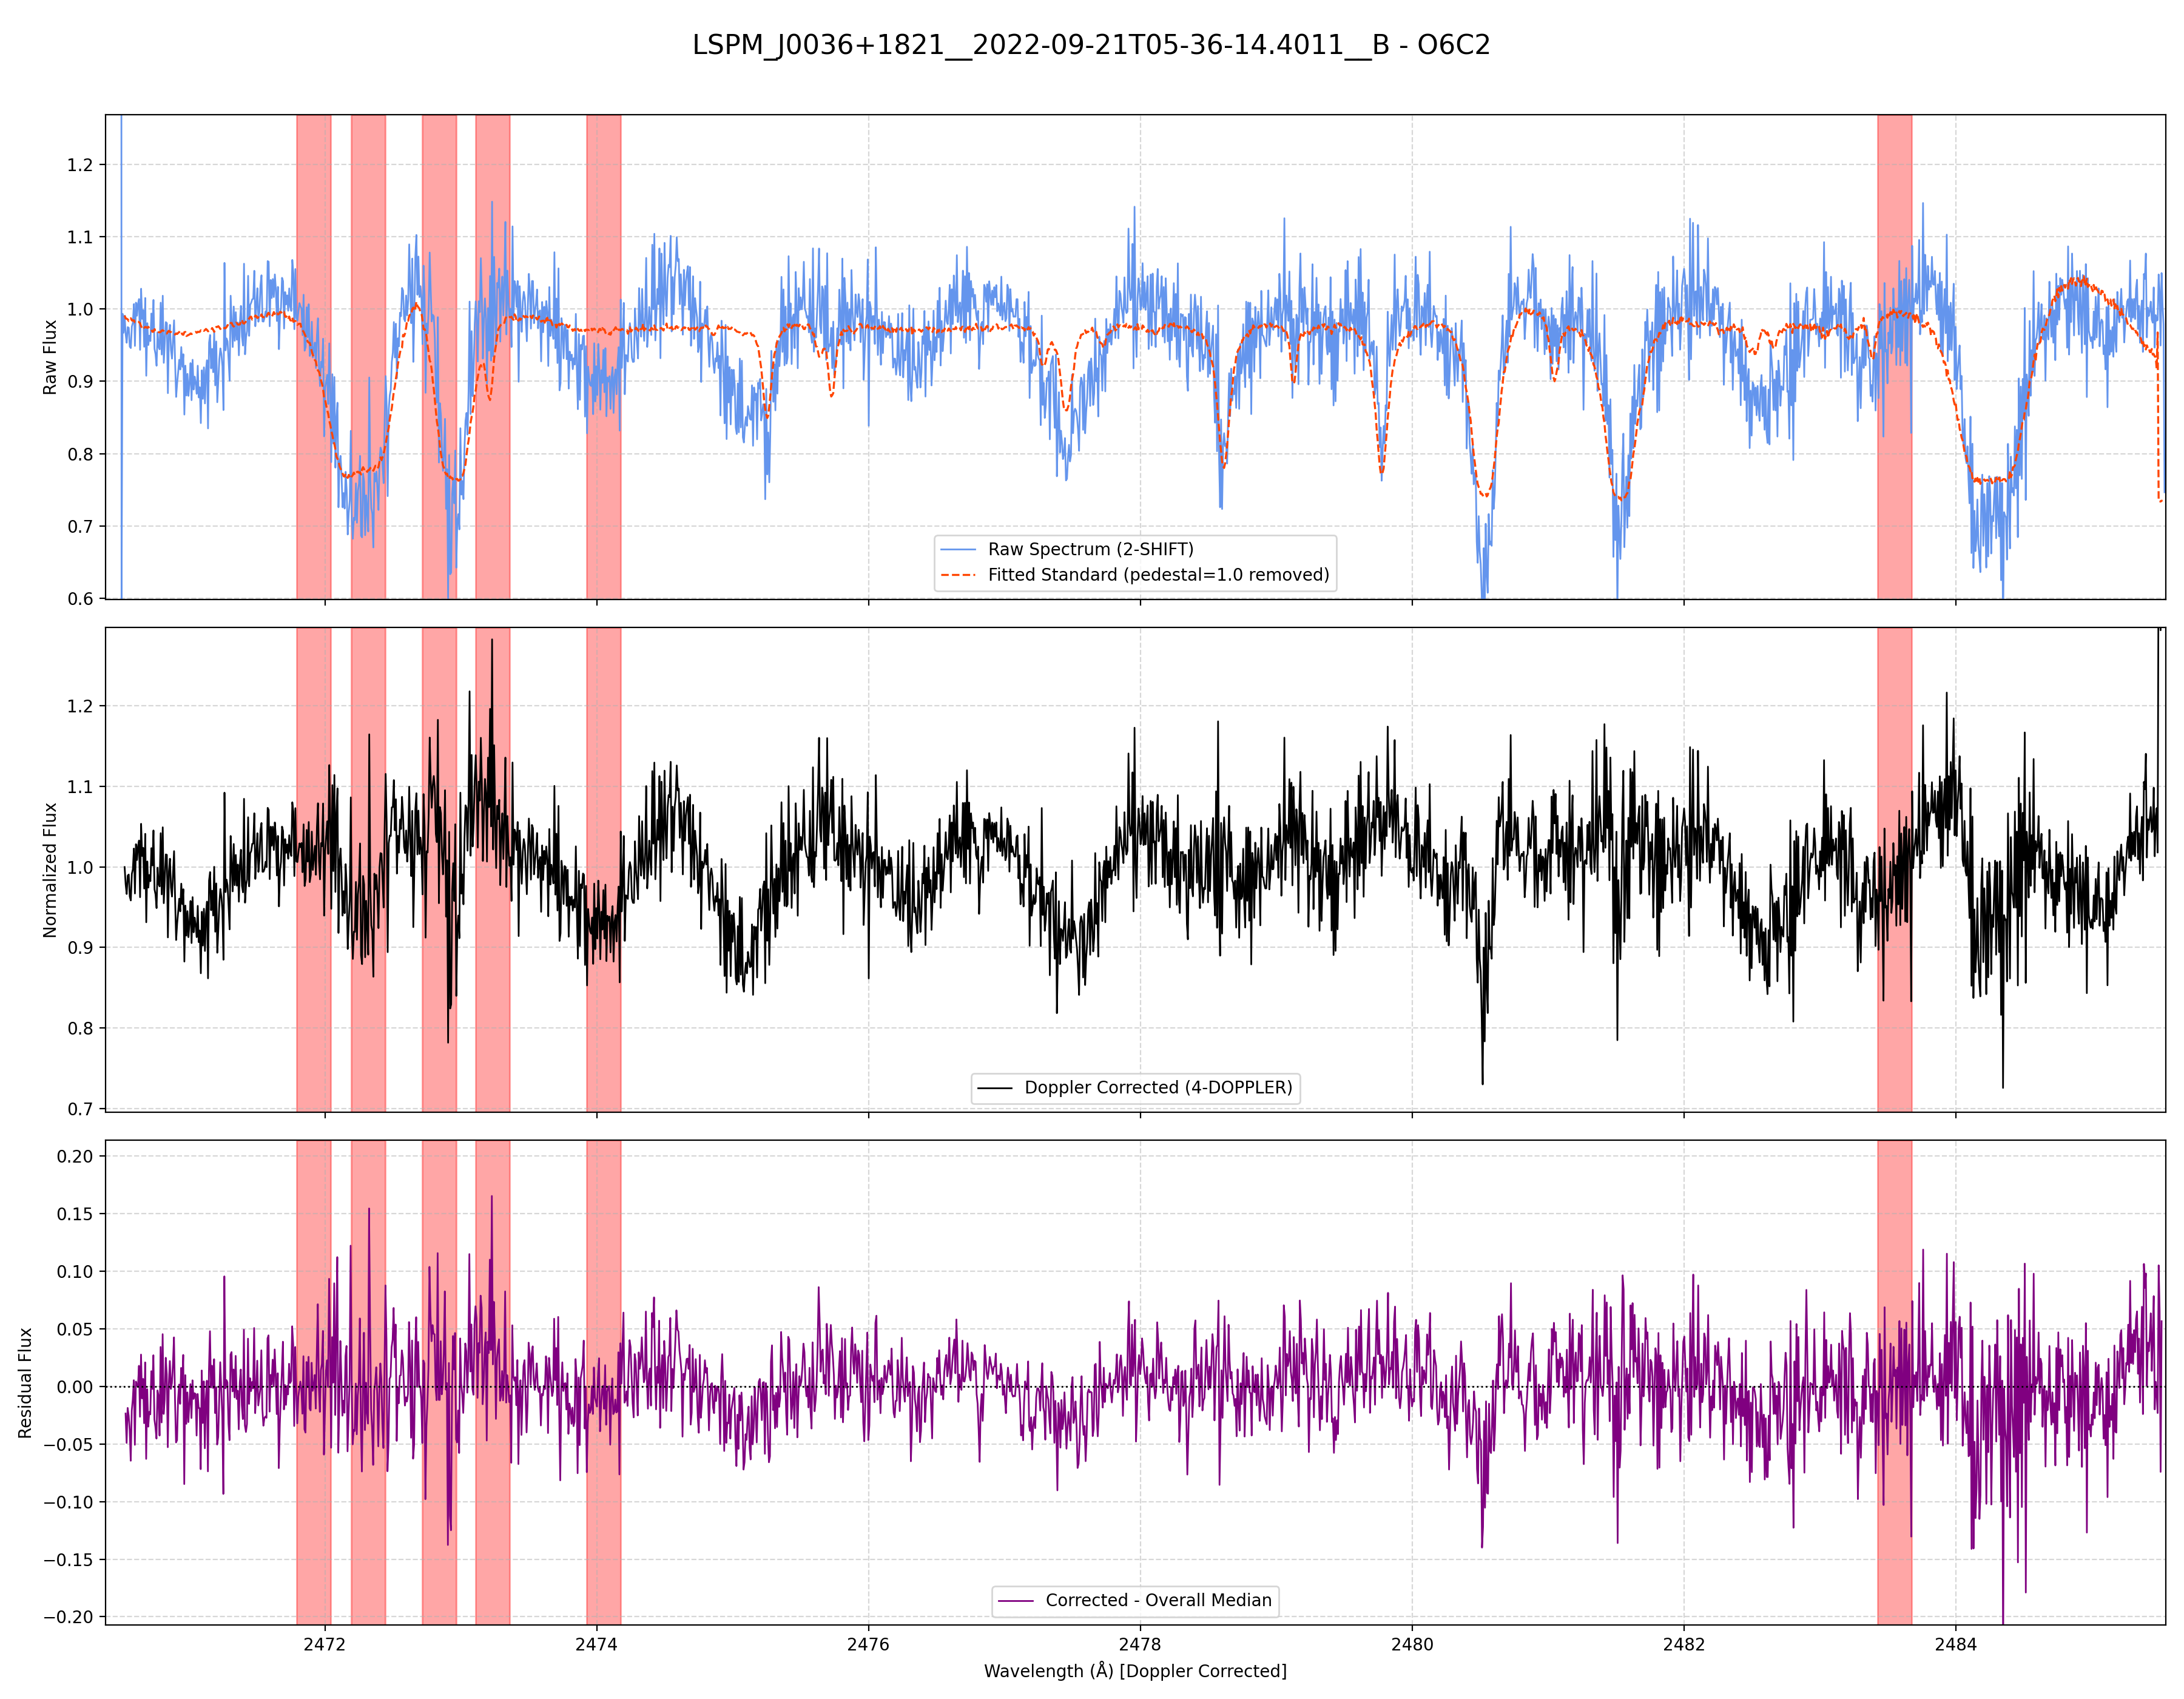 LSPM_J0036+1821__2022-09-21T05-36-14.4011__B - O6C2
1.2
1.1
1.0
0.9
0.8
0.7
0.6
Raw Flux
Raw Spectrum (2-SHIFT)
Fitted Standard (pedestal=1.0 removed)
1.2
1.1
1.0
0.9
0.8
0.7
Normalized Flux
Doppler Corrected (4-DOPPLER)
0.20
0.15
0.10
0.05
0.00
−0.05
−0.10
−0.15
−0.20
Residual Flux
Corrected - Overall Median
2472 2474 2476 2478 2480 2482 2484
Wavelength (Å) [Doppler Corrected]